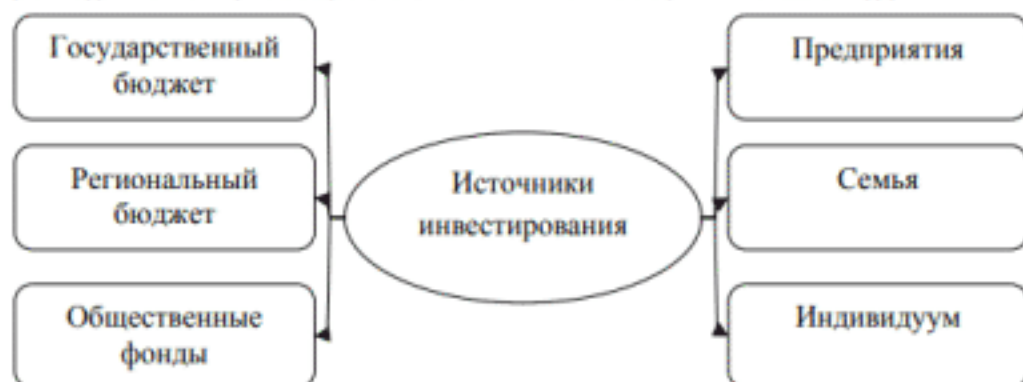 Государственный
бюджет
Региональный
бюджет
Общественные
фонды
Источники
инвестирования
Предприятия
Семья
Индивидуум